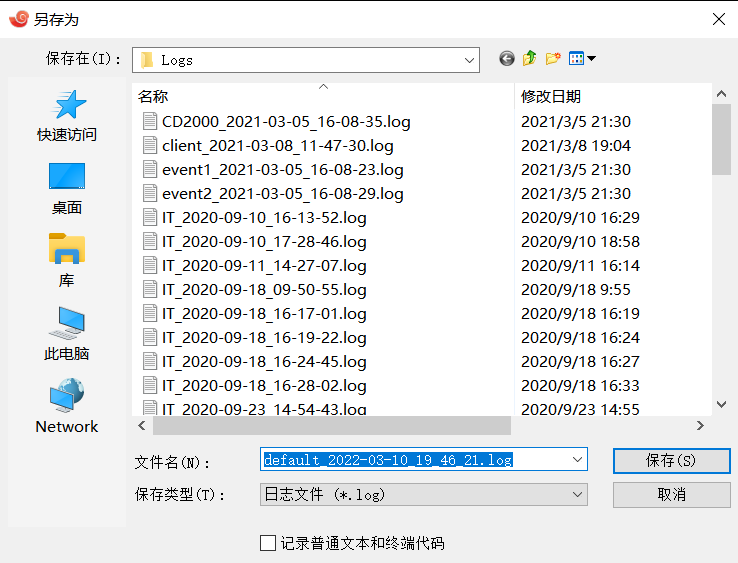 另存为
保存在(I)：
Logs
名称 修改日期
CD2000_2021-03-05_16-08-35.log 2021/3/5 21:30
client_2021-03-08_11-47-30.log 2021/3/8 19:04
event1_2021-03-05_16-08-23.log 2021/3/5 21:30
event2_2021-03-05_16-08-29.log 2021/3/5 21:30
IT_2020-09-10_16-13-52.log 2020/9/10 16:29
IT_2020-09-10_17-28-46.log 2020/9/10 18:58
IT_2020-09-11_14-27-07.log 2020/9/11 16:14
IT_2020-09-18_09-50-55.log 2020/9/18 9:55
IT_2020-09-18_16-17-01.log 2020/9/18 16:19
IT_2020-09-18_16-19-22.log 2020/9/18 16:24
IT_2020-09-18_16-24-45.log 2020/9/18 16:27
IT_2020-09-18_16-28-02.log 2020/9/18 16:33
IT_2020-09-23_14-54-43.log 2020/9/23 14:55
快速访问
桌面
库
此电脑
Network
文件名(N)：
default_2022-03-10_19_46_21.log
保存(S)
保存类型(T)：
日志文件 (*.log)
取消
记录普通文本和终端代码